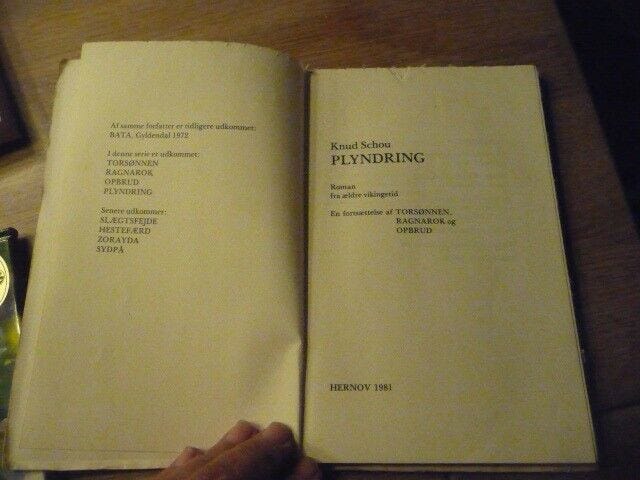 Af samme forfatter er tidligere udkommet:
BATA, Gyldendal 1972
I denne serie er udkommet:
TORSØNNEN
RAGNAROK
OPBRUD
PLYNDRING
Senere udkommer:
SLÆGTSFEJDE
HESTEFÆRD
ZORAYDA
SYDPÅ
Knud Schou
PLYNDRING
Roman
fra ældre vikingetid
En fortsættelse af TORSØNNEN,
RAGNAROK og
OPBRUD
HERNOV 1981